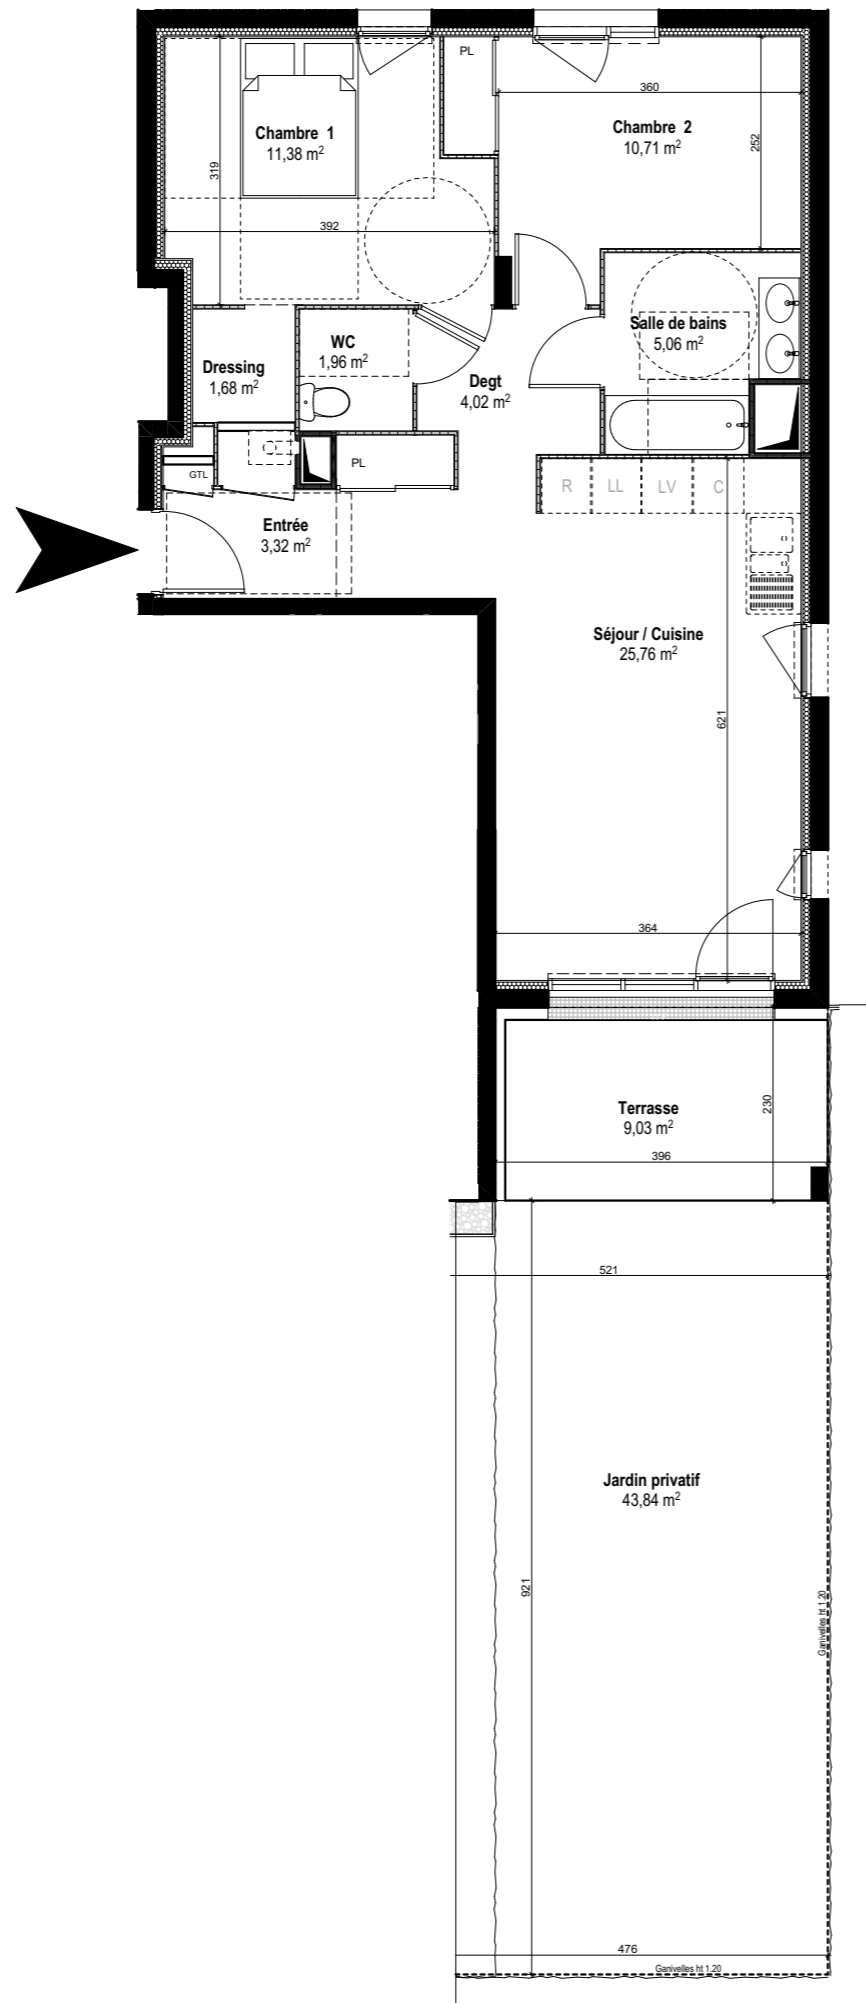 PL
360
Chambre 1
11,38 m²
Chambre 2
10,71 m²
319
252
392
Salle de bains
5,06 m²
WC
1,96 m²
Dressing
1,68 m²
Degt
4,02 m²
PL
GTL
R
LL
LV
C
Entrée
3,32 m²
Séjour / Cuisine
25,76 m²
621
364
Terrasse
9,03 m²
230
396
521
Jardin privatif
43,84 m²
921
Ganivelles ht 1.20
476
Ganivelles ht 1.20